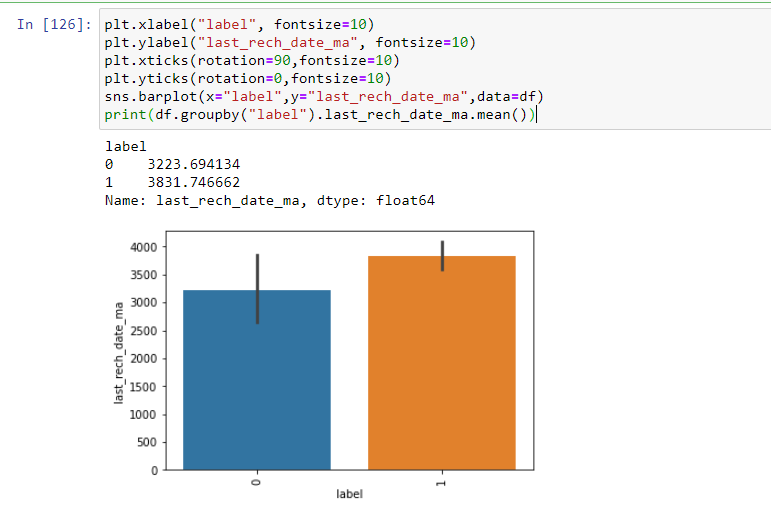 In [126]: plt.xlabel("label", fontsize=10)
plt.ylabel("last_rech_date_ma", fontsize=10)
plt.xticks(rotation=90,fontsize=10)
plt.yticks(rotation=0,fontsize=10)
sns.barplot(x="label",y="last_rech_date_ma",data=df)
print(df.groupby("label").last_rech_date_ma.mean())
label
0    3223.694134
1    3831.746662
Name: last_rech_date_ma, dtype: float64
4000
3500
3000
2500
2000
1500
1000
500
0
last_rech_date_ma
0
1
label